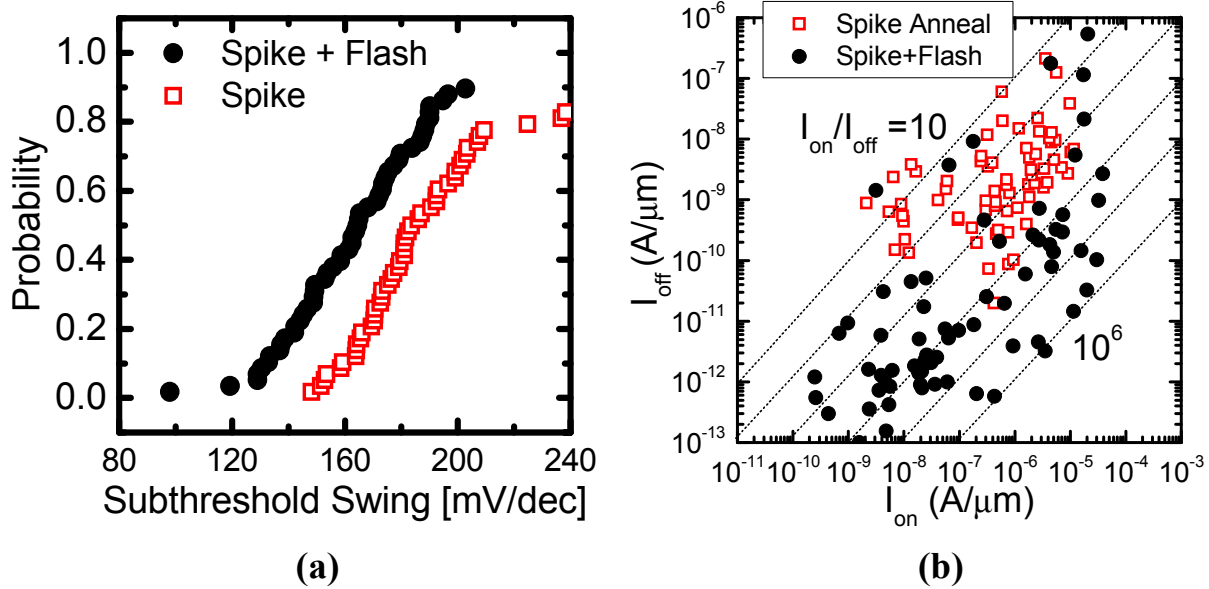 1.0
0.8
0.6
0.4
0.2
0.0
Probability
Spike + Flash
Spike
80 120 160 200 240
Subthreshold Swing [mV/dec]
(a)
10⁻⁶
10⁻⁷
10⁻⁸
10⁻⁹
10⁻¹⁰
10⁻¹¹
10⁻¹²
10⁻¹³
I_off (A/μm)
Spike Anneal
Spike+Flash
I_on/I_off =10
10⁶
10⁻¹¹ 10⁻¹⁰ 10⁻⁹ 10⁻⁸ 10⁻⁷ 10⁻⁶ 10⁻⁵ 10⁻⁴ 10⁻³
I_on (A/μm)
(b)